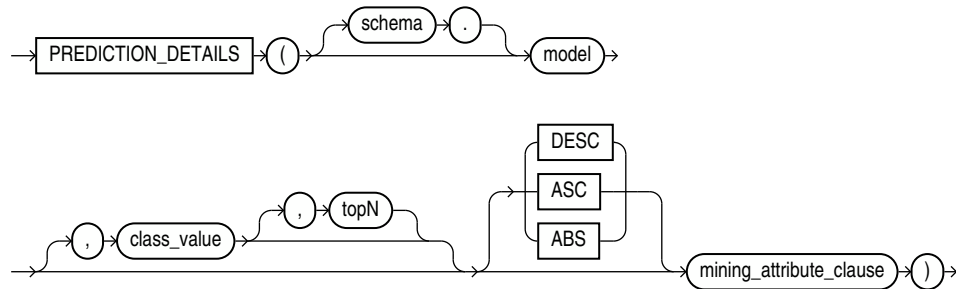 schema .
PREDICTION_DETAILS ( model
DESC
, topN
, class_value ASC
ABS
mining_attribute_clause )